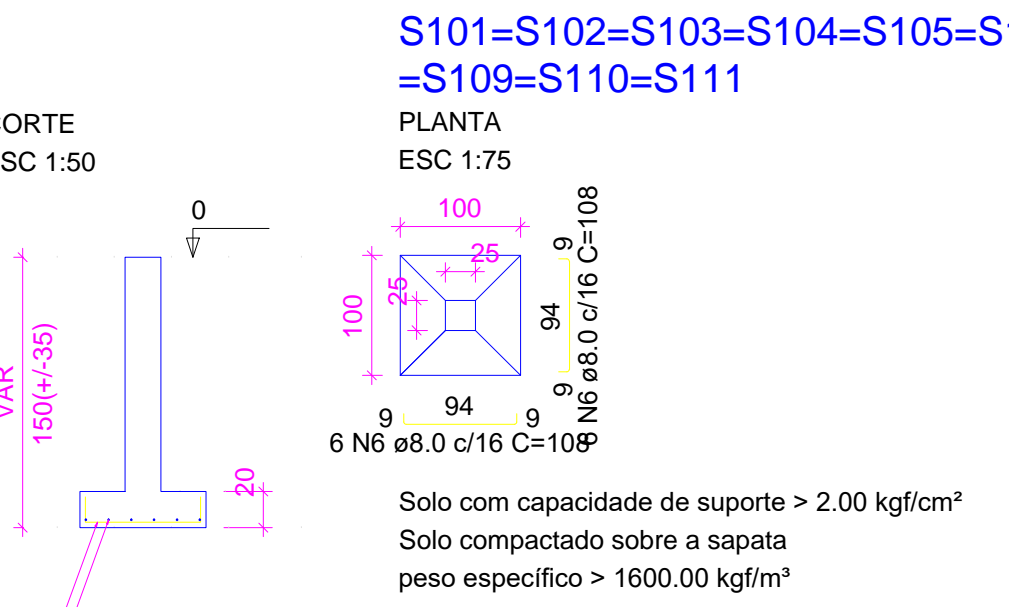 S101=S102=S103=S104=S105=S1
=S109=S110=S111
CORTE
ESC 1:50
PLANTA
ESC 1:75
0
VAR
150(+/-35)
20
100
25
100
25
9
94
9
6 N6 ø8.0 c/16 C=108
9
94
9
6 N6 ø8.0 c/16 C=108
Solo com capacidade de suporte > 2.00 kgf/cm²
Solo compactado sobre a sapata
peso específico > 1600.00 kgf/m³